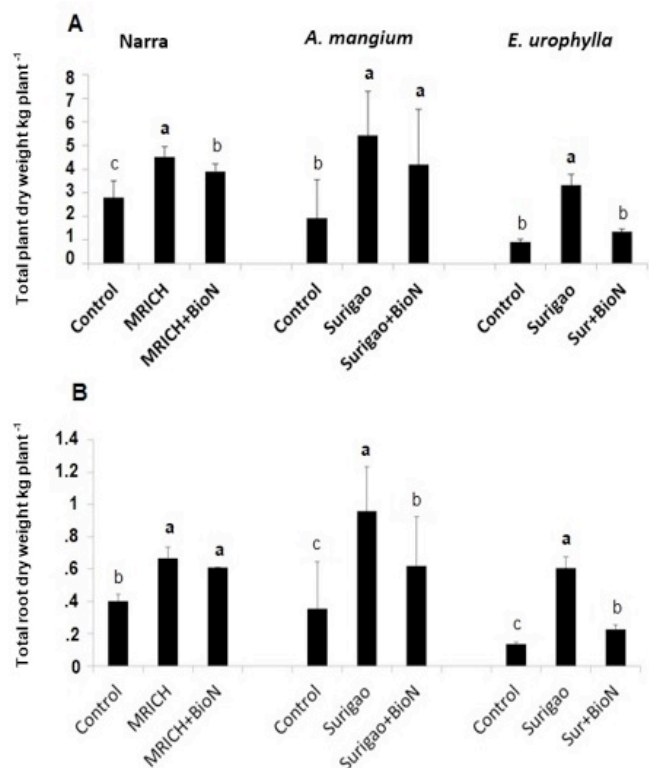 A
Narra A. mangium E. urophylla
Total plant dry weight kg plant -1
8
7
6
5
4
3
2
1
0
c a b b a a b a b
Control MRICH MRICH+BioN Control Surigao Surigao+BioN Control Surigao Sur+BioN
B
Total root dry weight kg plant -1
1.4
1.2
1
.8
.6
.4
.2
0
b a a c a b c a b
Control MRICH MRICH+BioN Control Surigao Surigao+BioN Control Surigao Sur+BioN